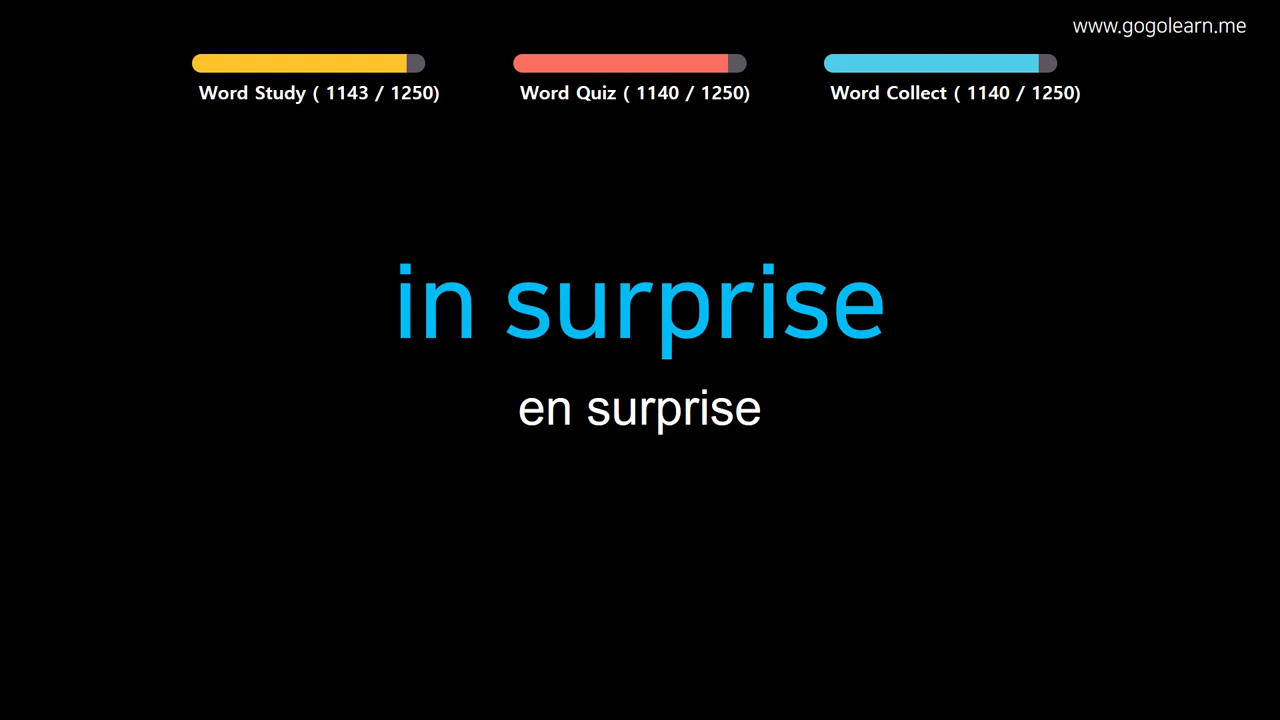 www.gogolearn.me
Word Study ( 1143 / 1250)
Word Quiz ( 1140 / 1250)
Word Collect ( 1140 / 1250)
in surprise
en surprise